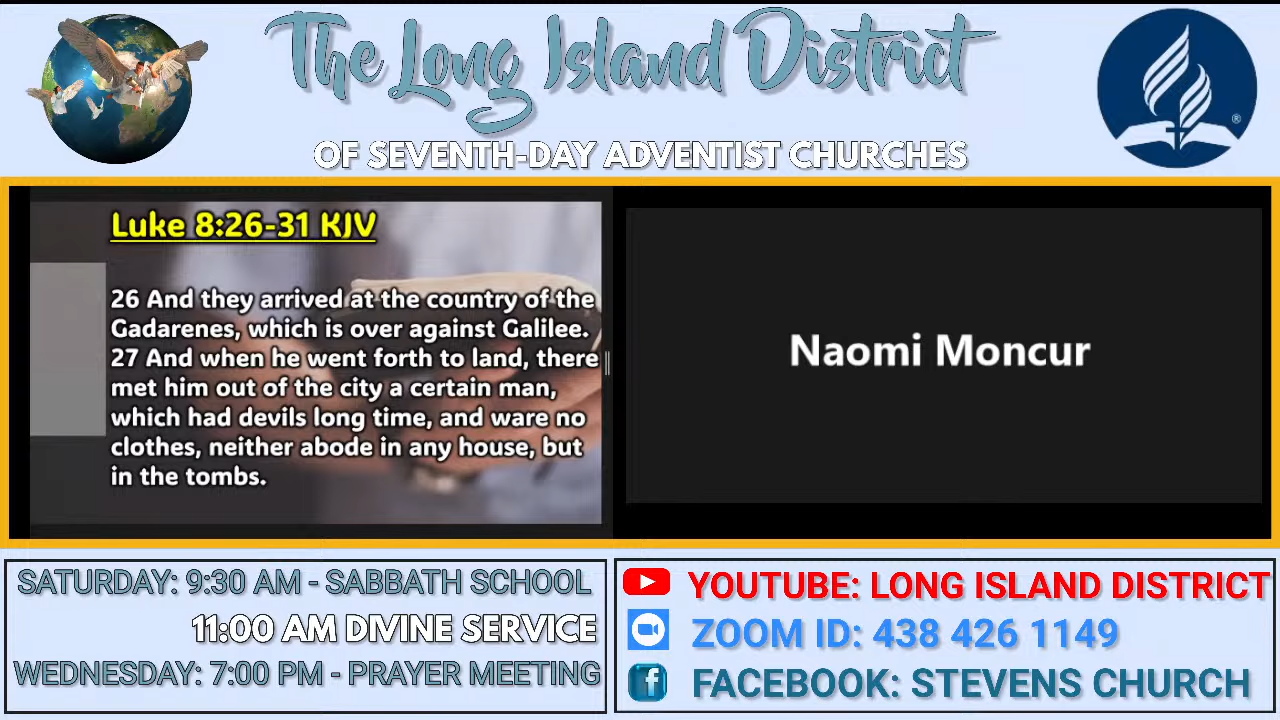 The Long Island District
OF SEVENTH-DAY ADVENTIST CHURCHES
®
Luke 8:26-31 KJV
26 And they arrived at the country of the
Gadarenes, which is over against Galilee.
27 And when he went forth to land, there
met him out of the city a certain man,
which had devils long time, and ware no
clothes, neither abode in any house, but
in the tombs.
Naomi Moncur
SATURDAY: 9:30 AM - SABBATH SCHOOL
11:00 AM DIVINE SERVICE
WEDNESDAY: 7:00 PM - PRAYER MEETING
YOUTUBE: LONG ISLAND DISTRICT
ZOOM ID: 438 426 1149
FACEBOOK: STEVENS CHURCH